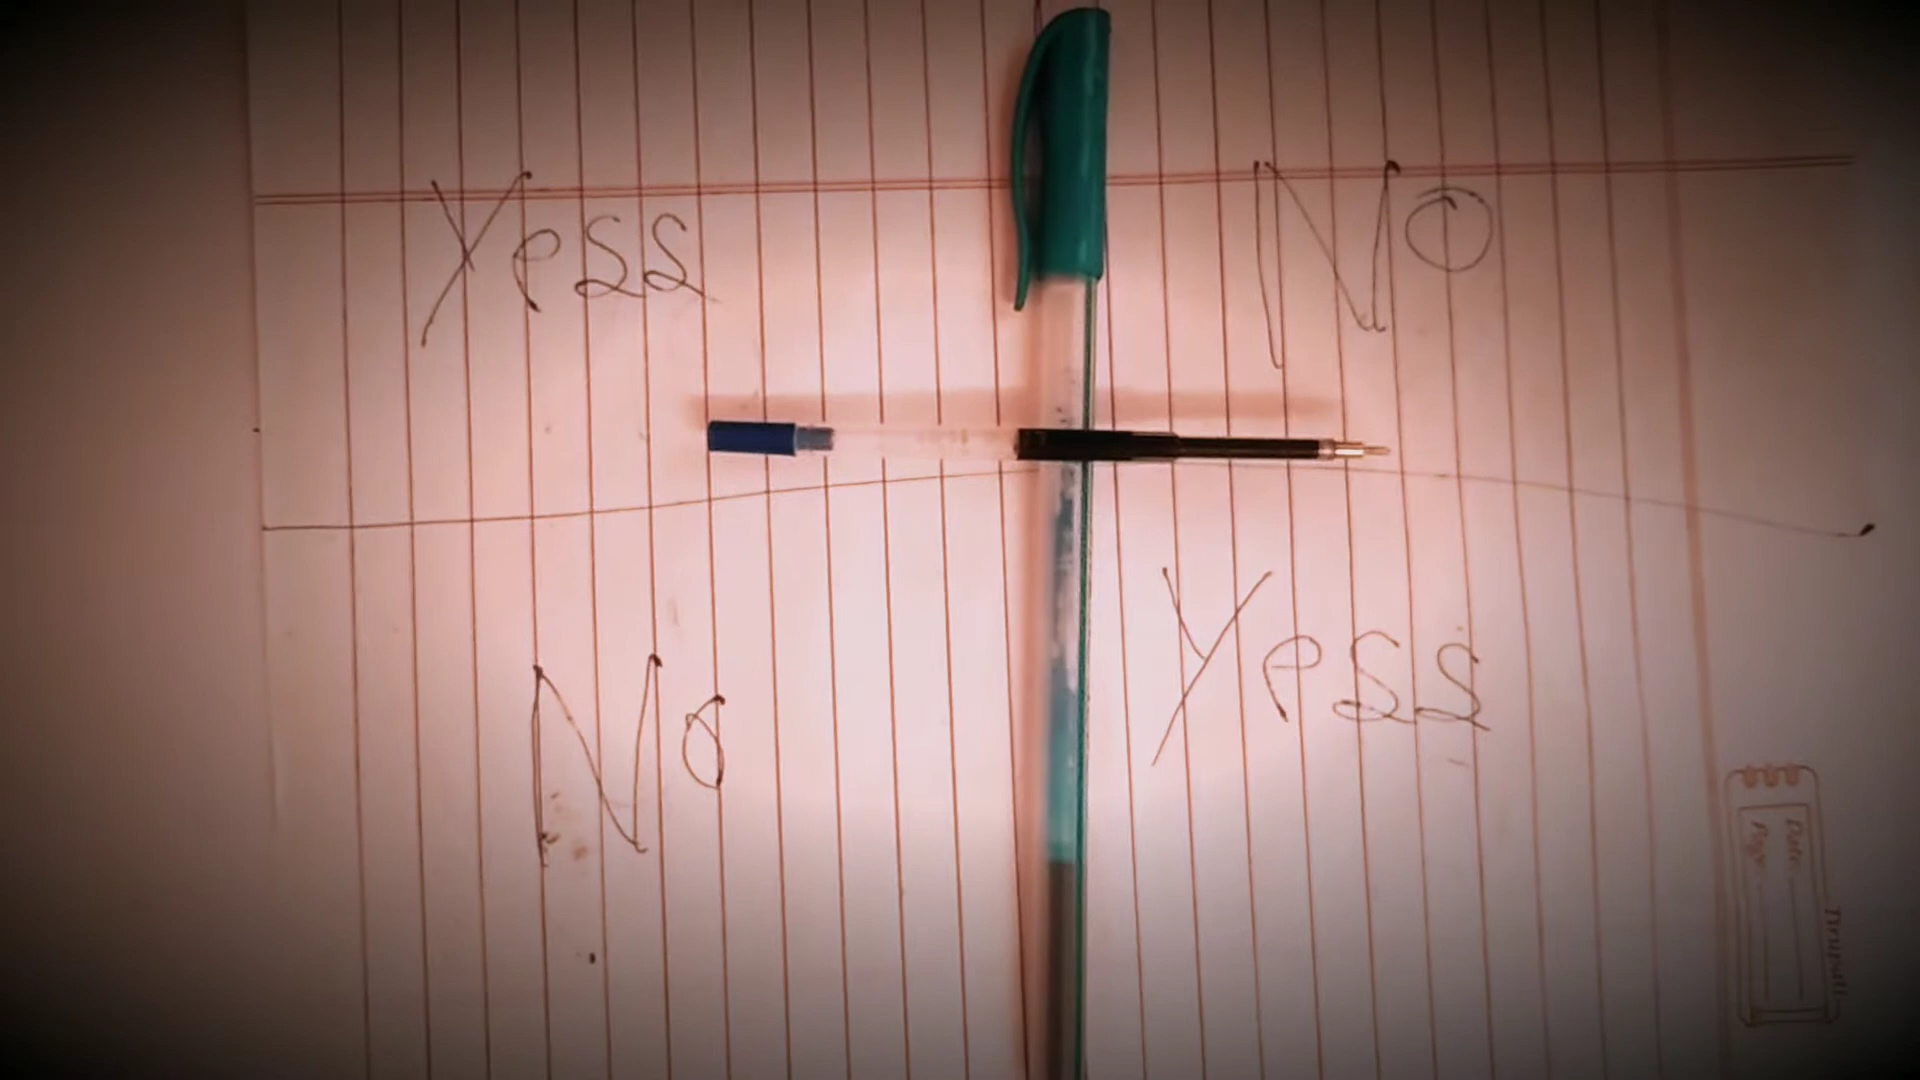 Yess No
No Yess
Date
Page